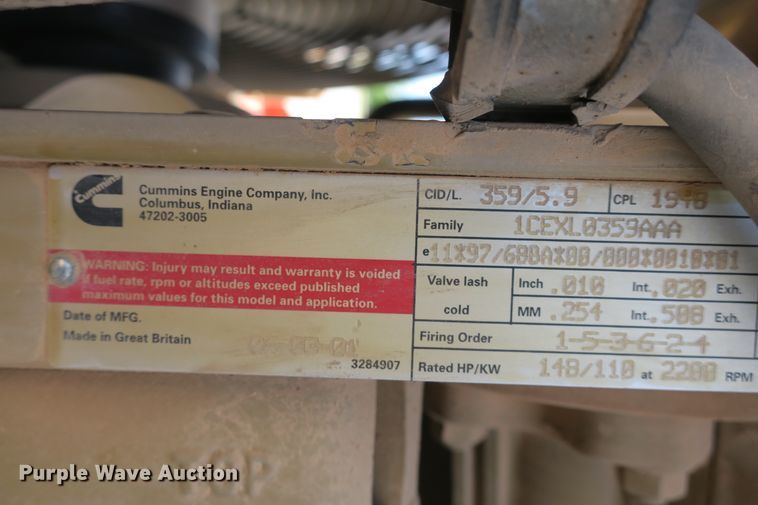 Cummins
Cummins Engine Company, Inc.
Columbus, Indiana
47202-3005
WARNING: Injury may result and warranty is voided
if fuel rate, rpm or altitudes exceed published
maximum values for this model and application.
Date of MFG.
Made in Great Britain
3284907
CID/L. 359/5.9 CPL
Family 1CEXL0359AAA
Valve lash cold
Inch .010 Int. .020 Exh.
MM .254 Int. .508 Exh.
Firing Order 1-5-3-6-2-4
Rated HP/KW 148/110 at 2200 RPM
Purple Wave Auction